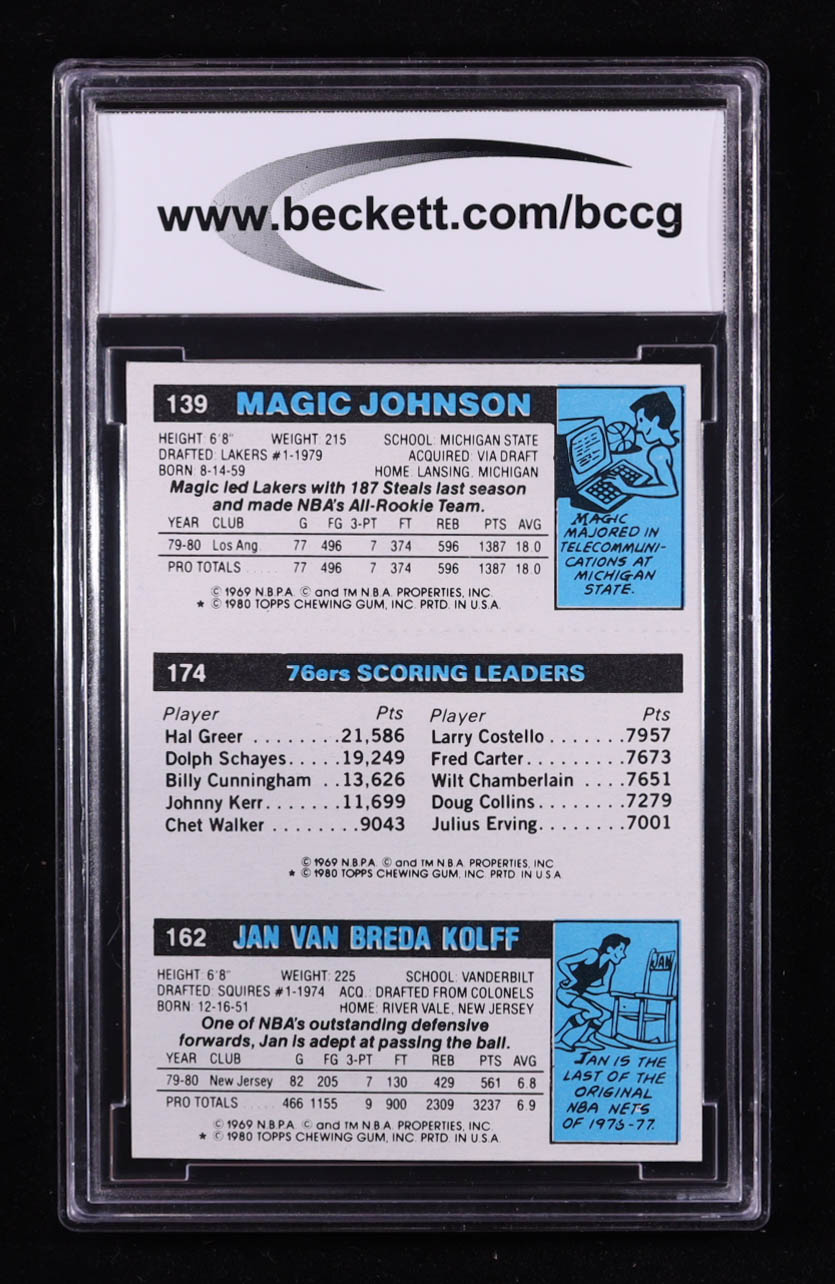 www.beckett.com/bccg
139 MAGIC JOHNSON
HEIGHT: 6'8" WEIGHT: 215 SCHOOL: MICHIGAN STATE
DRAFTED: LAKERS #1-1979 ACQUIRED: VIA DRAFT
BORN: 8-14-59 HOME: LANSING, MICHIGAN
Magic led Lakers with 187 Steals last season
and made NBA's All-Rookie Team.
YEAR CLUB G FG 3-PT FT REB PTS AVG
79-80 Los Ang. 77 496 7 374 596 1387 18.0
PRO TOTALS ..... 77 496 7 374 596 1387 18.0
© 1969 N.B.P.A. © and TM N.B.A. PROPERTIES, INC.
★ © 1980 TOPPS CHEWING GUM, INC. PRTD. IN U.S.A.
MAGIC
MAJORED IN
TELECOMMUNI-
CATIONS AT
MICHIGAN
STATE.
174 76ers SCORING LEADERS
Player Pts Player Pts
Hal Greer ........21,586 Larry Costello .......7957
Dolph Schayes.....19,249 Fred Carter.........7673
Billy Cunningham ..13,626 Wilt Chamberlain ....7651
Johnny Kerr.......11,699 Doug Collins........7279
Chet Walker ........9043 Julius Erving........7001
© 1969 N.B.P.A. © and TM N.B.A. PROPERTIES, INC.
★ © 1980 TOPPS CHEWING GUM, INC. PRTD. IN U.S.A.
162 JAN VAN BREDA KOLFF
HEIGHT: 6'8" WEIGHT: 225 SCHOOL: VANDERBILT
DRAFTED: SQUIRES #1-1974 ACQ.: DRAFTED FROM COLONELS
BORN: 12-16-51 HOME: RIVER VALE, NEW JERSEY
One of NBA's outstanding defensive
forwards, Jan is adept at passing the ball.
YEAR CLUB G FG 3-PT FT REB PTS AVG
79-80 New Jersey 82 205 7 130 429 561 6.8
PRO TOTALS ..... 466 1155 9 900 2309 3237 6.9
© 1969 N.B.P.A. © and TM N.B.A. PROPERTIES, INC.
★ © 1980 TOPPS CHEWING GUM, INC. PRTD. IN U.S.A.
JAN
JAN IS THE
LAST OF THE
ORIGINAL
NBA NETS
OF 1976-77.